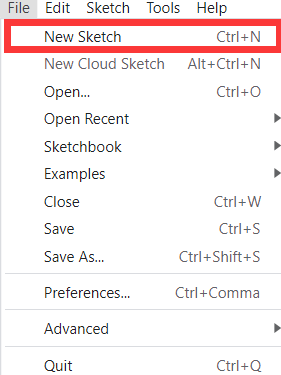 File Edit Sketch Tools Help
New Sketch Ctrl+N
New Cloud Sketch Alt+Ctrl+N
Open... Ctrl+O
Open Recent
Sketchbook
Examples
Close Ctrl+W
Save Ctrl+S
Save As... Ctrl+Shift+S
Preferences... Ctrl+Comma
Advanced
Quit Ctrl+Q